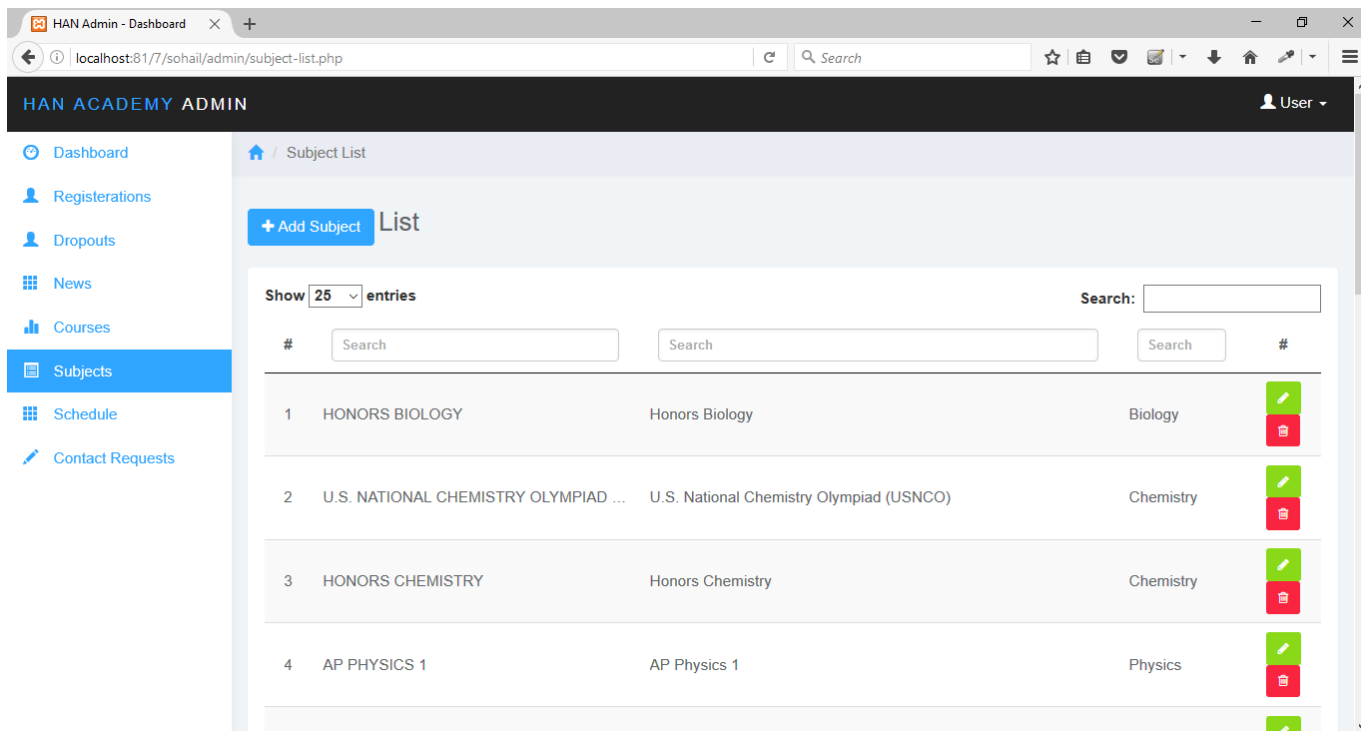 HAN Admin - Dashboard
localhost:81/7/sohail/admin/subject-list.php
Search
HAN ACADEMY ADMIN
User
Dashboard
Registerations
Dropouts
News
Courses
Subjects
Schedule
Contact Requests
/ Subject List
Add Subject List
Show 25 entries
Search:
# Search Search Search #
1 HONORS BIOLOGY Honors Biology Biology
2 U.S. NATIONAL CHEMISTRY OLYMPIAD ... U.S. National Chemistry Olympiad (USNCO) Chemistry
3 HONORS CHEMISTRY Honors Chemistry Chemistry
4 AP PHYSICS 1 AP Physics 1 Physics